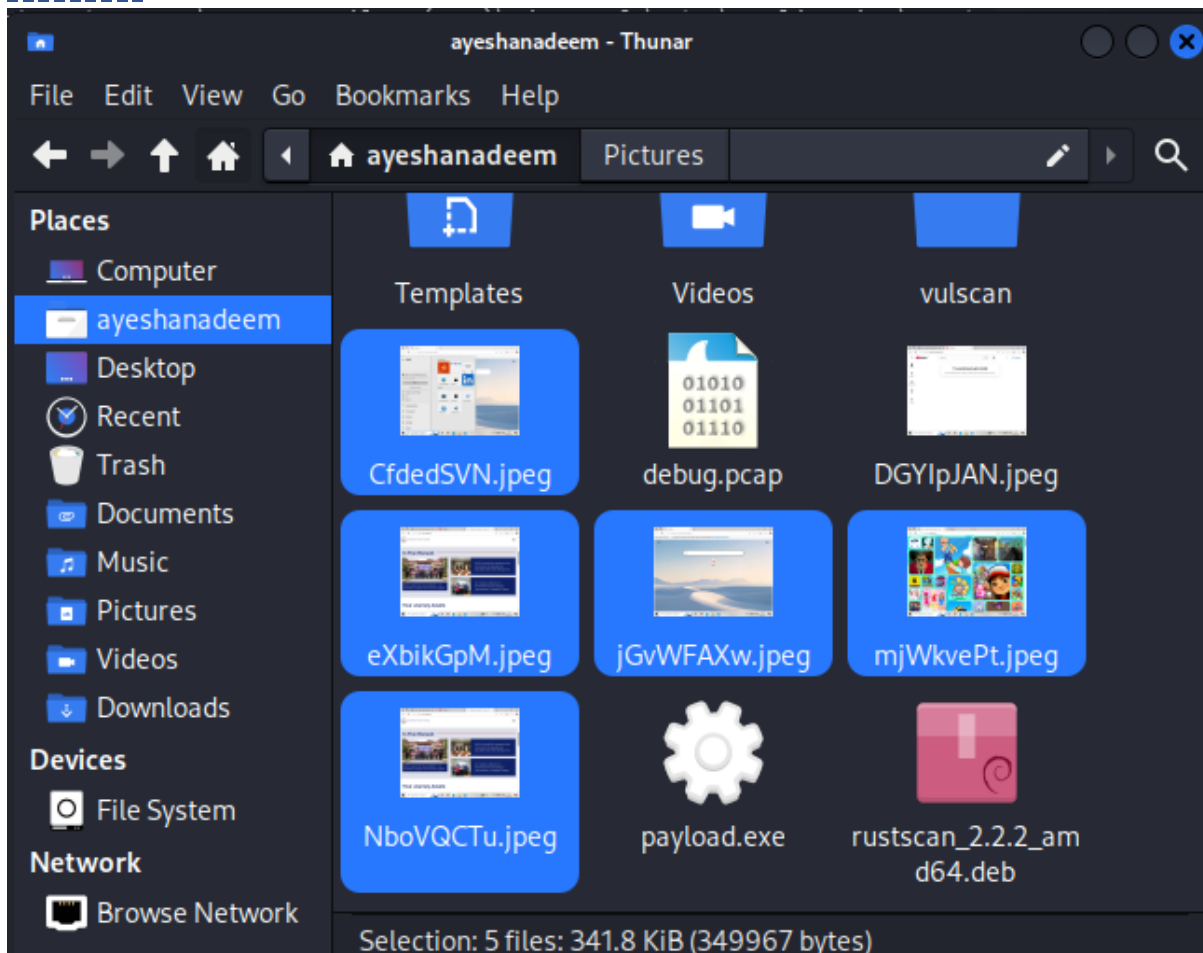 ayeshanadeem - Thunar
File Edit View Go Bookmarks Help
ayeshanadeem Pictures
Places
Computer
ayeshanadeem
Desktop
Recent
Trash
Documents
Music
Pictures
Videos
Downloads
Devices
File System
Network
Browse Network
Templates Videos vulscan
01010
01101
01110
CfdedSVN.jpeg debug.pcap DGYIpJAN.jpeg
eXbikGpM.jpeg jGvWFAXw.jpeg mjWkvePt.jpeg
NboVQCTu.jpeg payload.exe rustscan_2.2.2_am
d64.deb
Selection: 5 files: 341.8 KiB (349967 bytes)